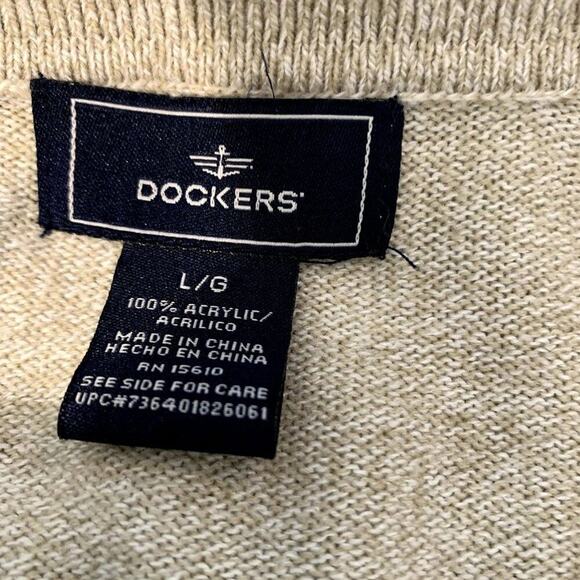 DOCKERS®
L/G
100% ACRYLIC/
ACRILICO
MADE IN CHINA
HECHO EN CHINA
RN 15610
SEE SIDE FOR CARE
UPC#736401826061